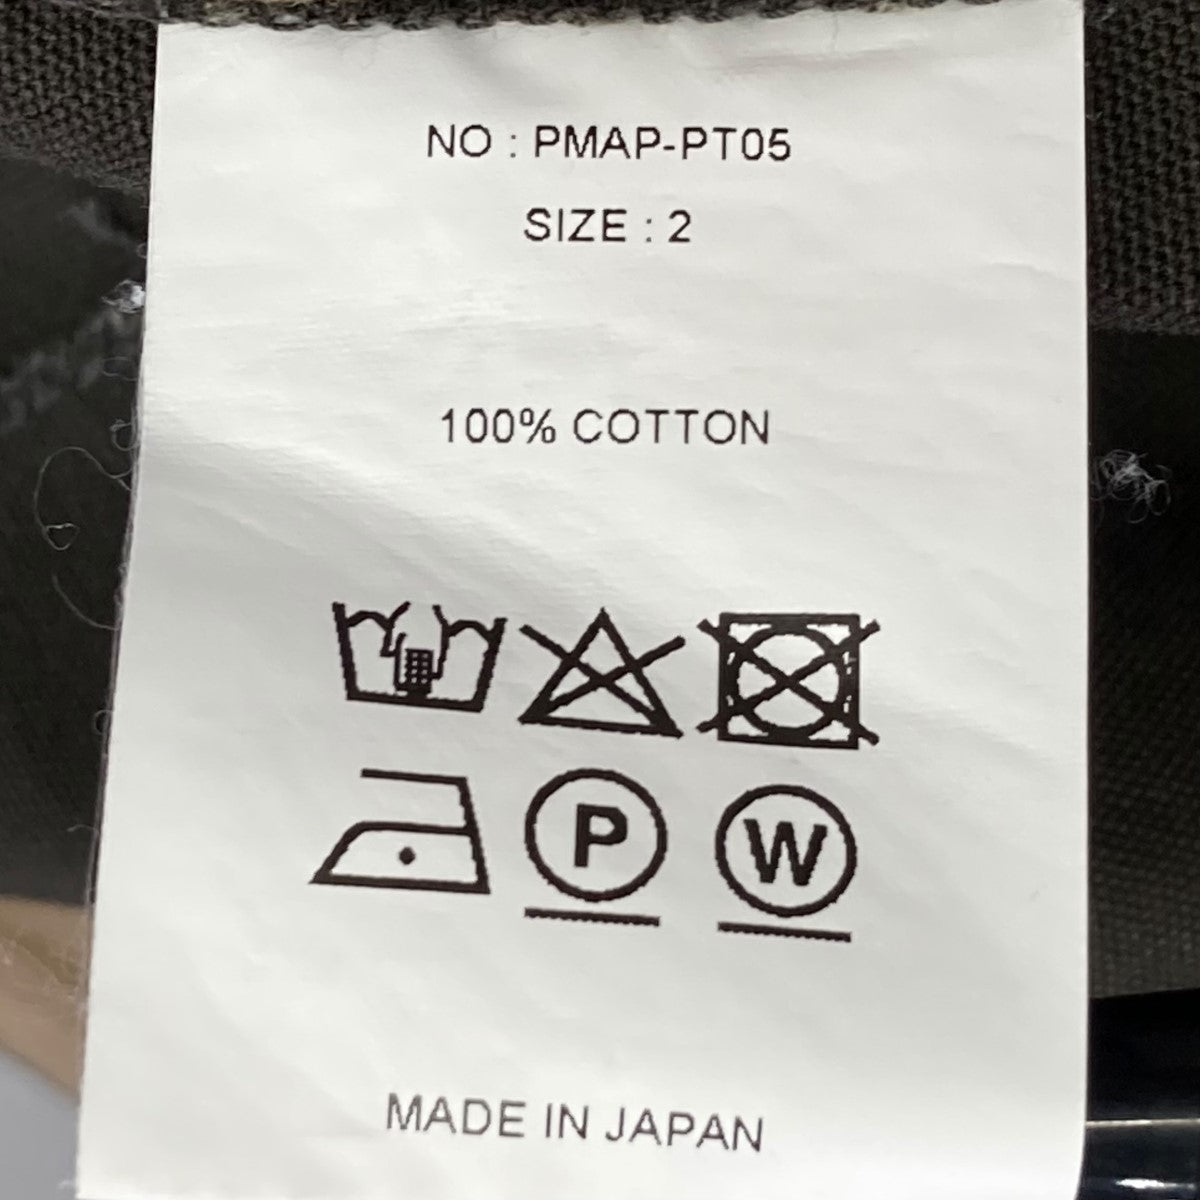 NO : PMAP-PT05
SIZE : 2
100% COTTON
P W
MADE IN JAPAN